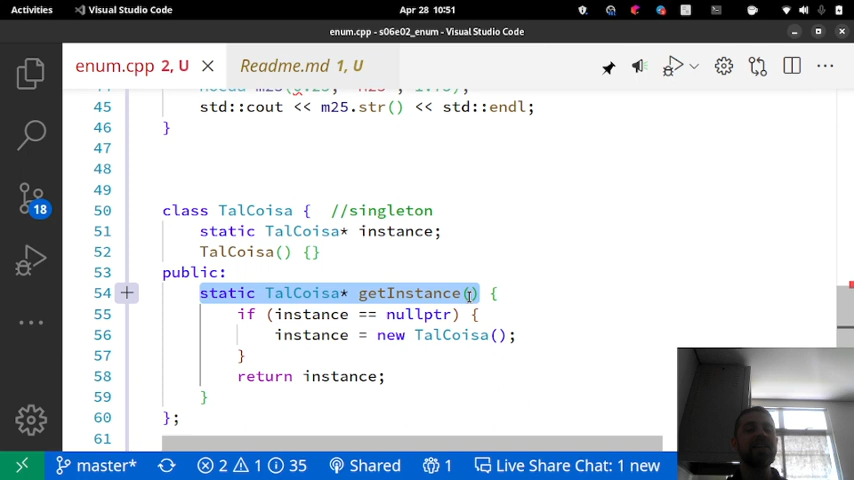 Activities Visual Studio Code Apr 28 10:51
enum.cpp - s06e02_enum - Visual Studio Code
enum.cpp 2, U Readme.md 1, U
45 std::cout << m25.str() << std::endl;
46 }
47
48
49
50 class TalCoisa { //singleton
51 static TalCoisa* instance;
52 TalCoisa() {}
53 public:
54 static TalCoisa* getInstance() {
55 if (instance == nullptr) {
56 instance = new TalCoisa();
57 }
58 return instance;
59 }
60 };
61
18
master* 2 1 35 Shared 1 Live Share Chat: 1 new